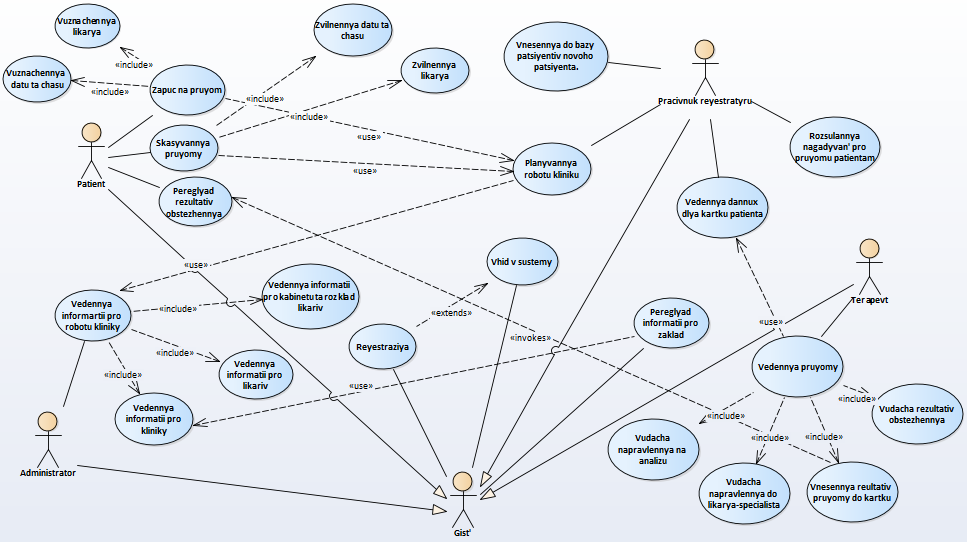 Vuznachennya
likarya
«include»
Vuznachennya
datu ta chasu
«include»
Zapuc na pruyom
Zvilnennya datu ta
chasu
Zvilnennya
likarya
«include»
«include»
«use»
Skasyvannya
pruyomy
«use»
Patient
Pereglyad
rezultativ
obstezhennya
Vnesennya do bazy
patsiyentiv novoho
patsiyenta.
Pracivnuk reyestratyru
Rozsulannya
nagadyvan' pro
pruyomu patientam
Planyvannya
robotu kliniku
Vedennya dannux
dlya kartku patienta
«use»
Vhid v sustemy
Terapevt
Vedennya
informartii pro
robotu kliniky
«include»
Vedennya informatii
pro kabinetu ta rozklad
likariv
«extends»
Reyestraziya
Pereglyad
informatii pro
zaklad
«use»
«invokes»
«include»
Vedennya
informatii pro
likariv
«include»
Vedennya
informatii pro
kliniky
«use»
Vedennya pruyomy
«include»
Vudacha rezultativ
obstezhennya
«include»
Vudacha
napravlennya na
analizu
«include»
«include»
Vudacha
napravlennya do
likarya-specialista
Vnesennya reultativ
pruyomy do kartku
Administrator
Gist'